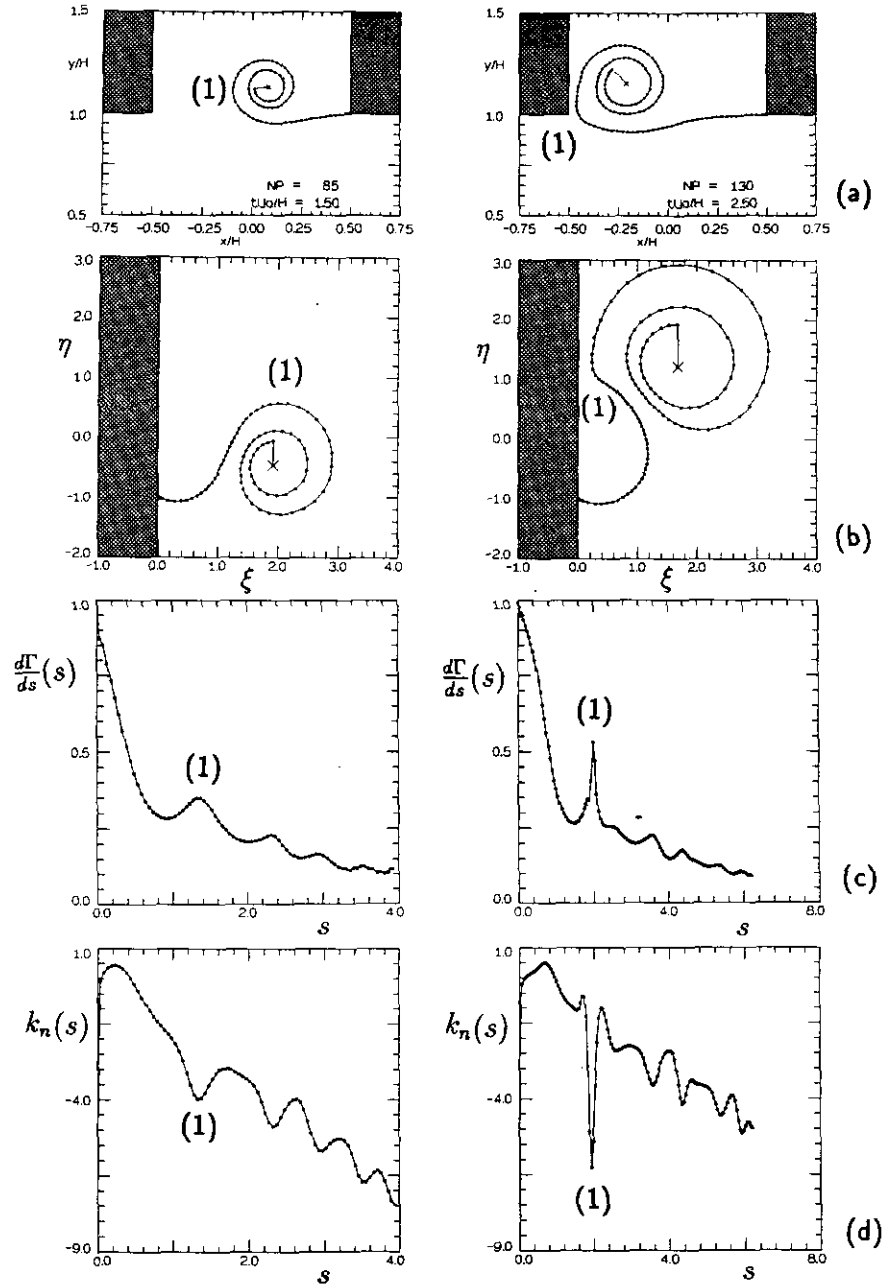 1.5
y/H
(1)
1.0
NP = 85
tUo/H = 1.50
0.5
-0.75 -0.50 -0.25 0.00 0.25 0.50 0.75
x/H
1.5
y/H
1.0
(1)
NP = 130
tUo/H = 2.50
0.5
-0.75 -0.50 -0.25 0.00 0.25 0.50 0.75
x/H
(a)
3.0
2.0
η
(1)
1.0
0.0
-1.0
-2.0
-1.0 0.0 1.0 2.0 3.0 4.0
ξ
3.0
2.0
η
1.0
(1)
0.0
-1.0
-2.0
-1.0 0.0 1.0 2.0 3.0 4.0
ξ
(b)
1.0
dΓ/ds (s)
0.5
(1)
0.0
0.0 2.0 4.0
s
1.0
dΓ/ds (s)
(1)
0.5
0.0
0.0 4.0 8.0
s
(c)
1.0
kₙ(s)
-4.0
(1)
-9.0
0.0 2.0 4.0
s
1.0
kₙ(s)
-4.0
(1)
-9.0
0.0 4.0 8.0
s
(d)